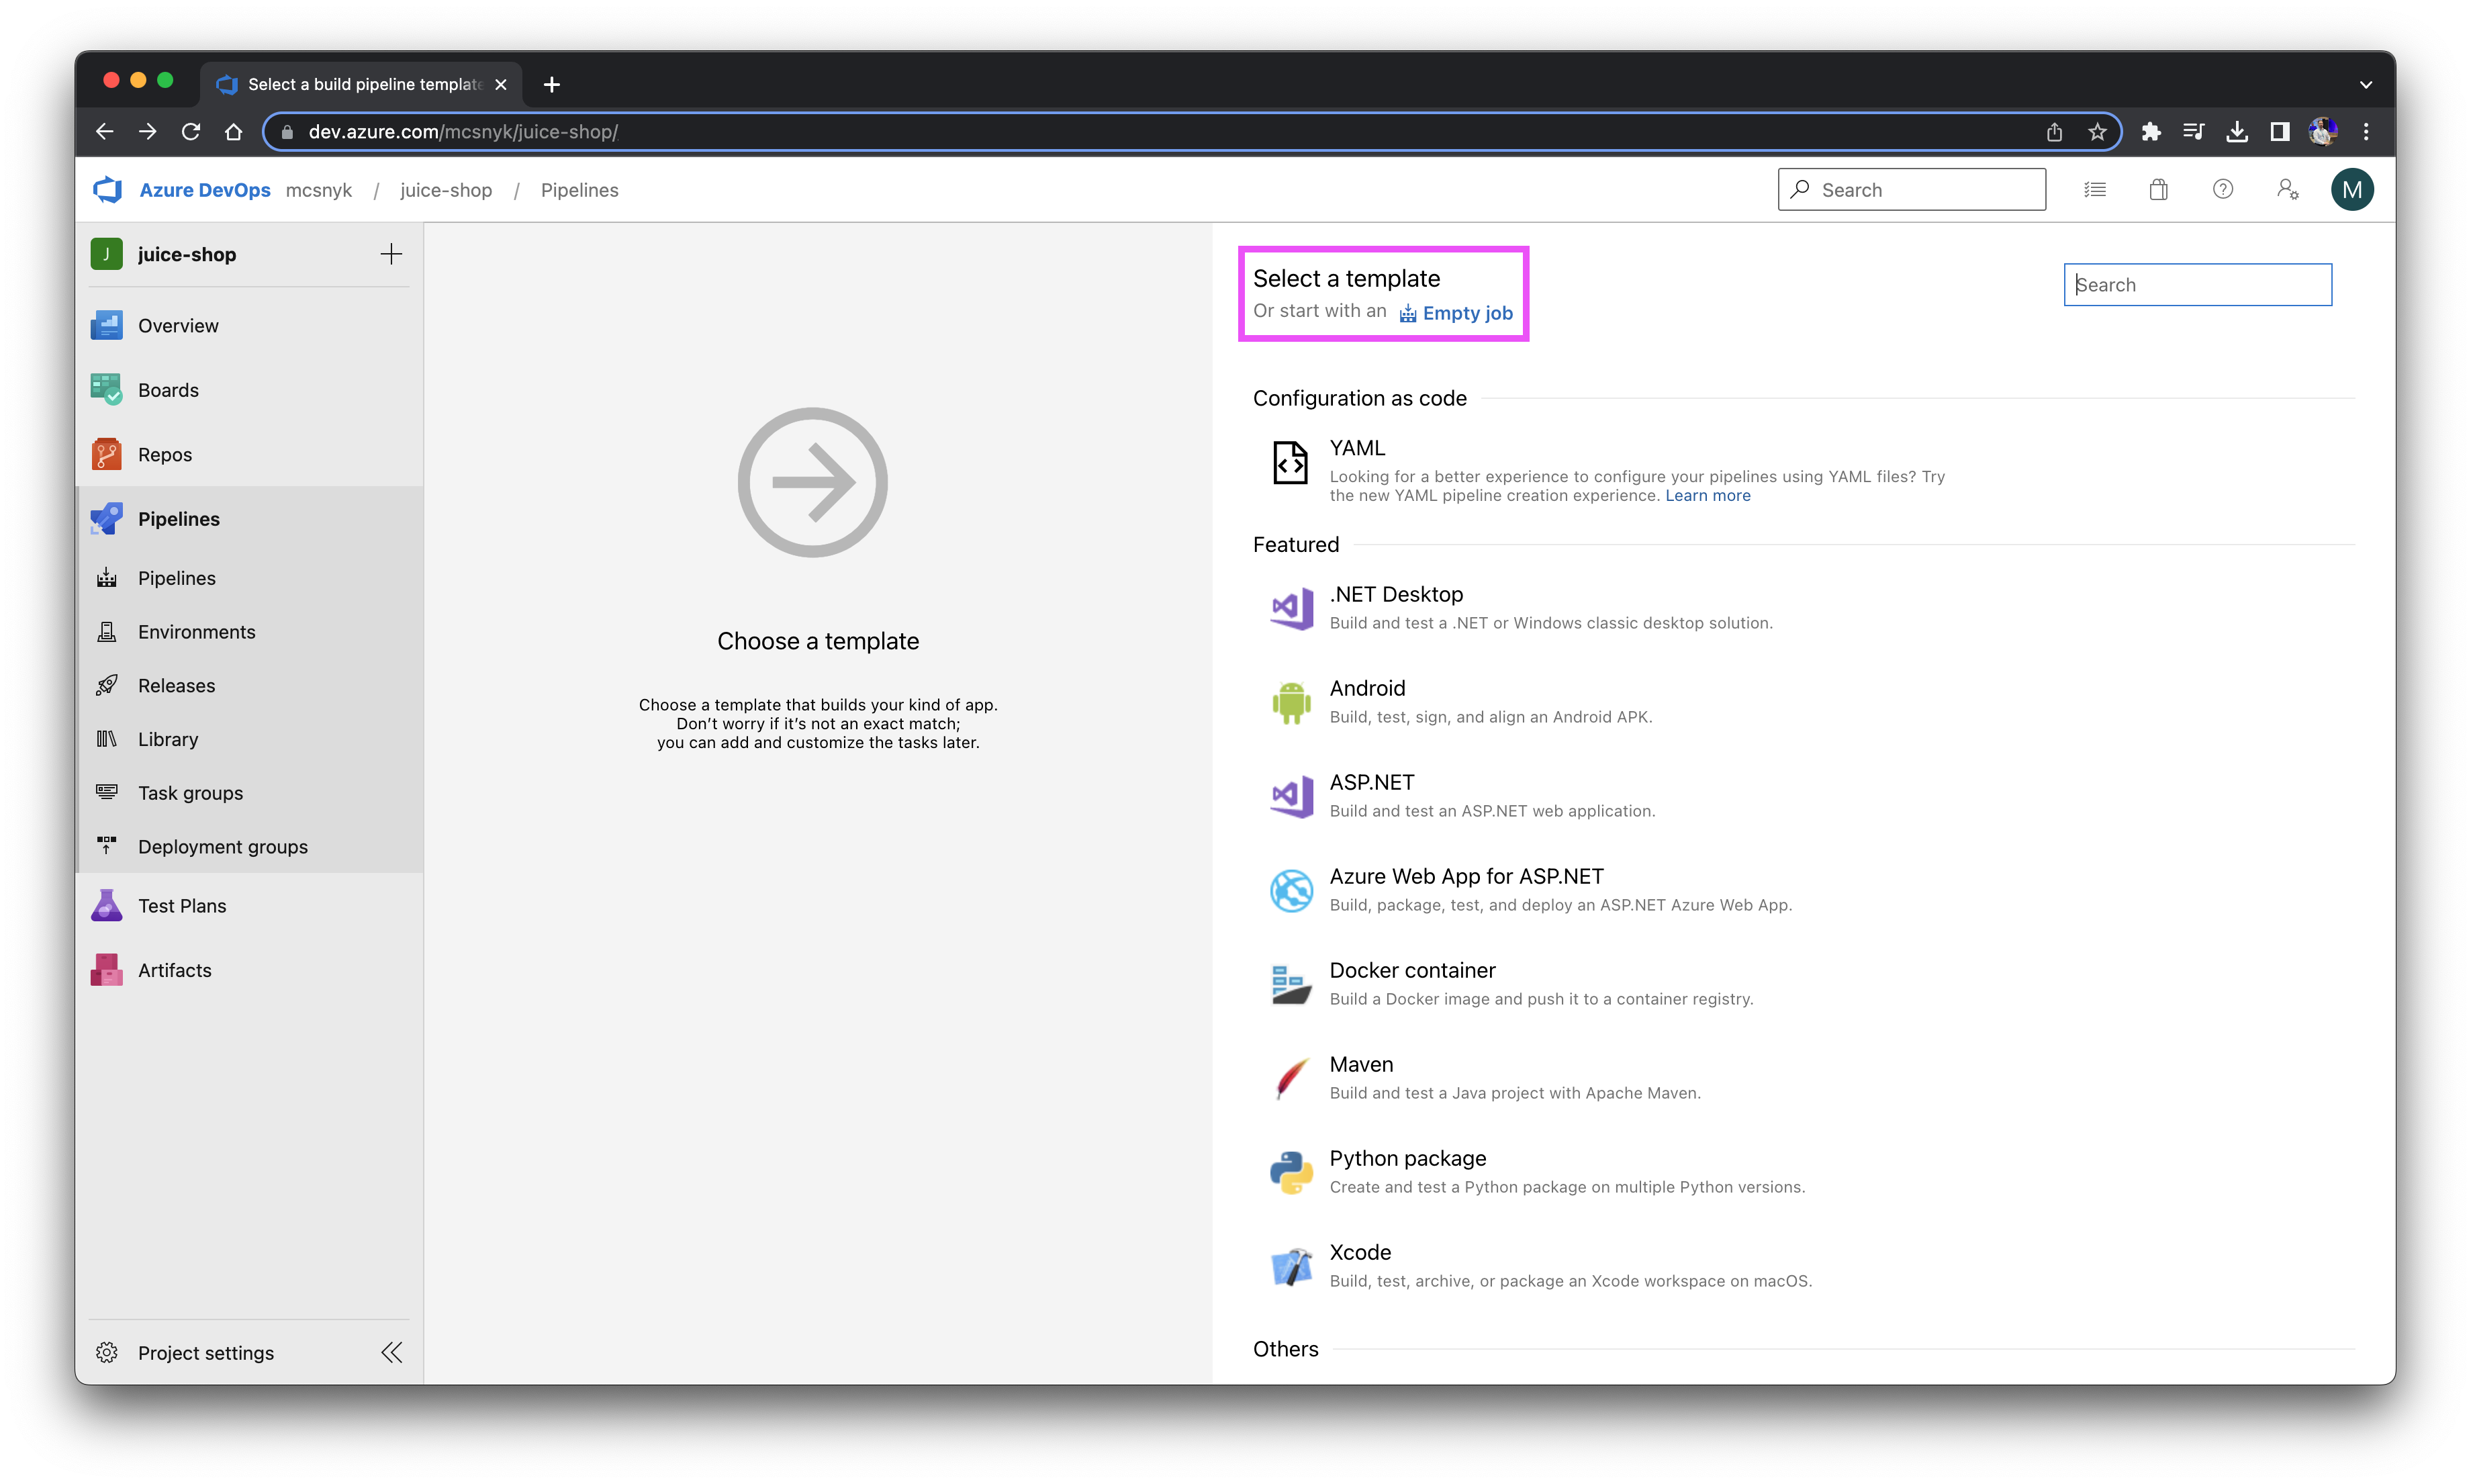 Select a build pipeline template
dev.azure.com/mcsnyk/juice-shop/
Azure DevOps mcsnyk / juice-shop / Pipelines
Search
M
J juice-shop
Overview
Boards
Repos
Pipelines
Pipelines
Environments
Releases
Library
Task groups
Deployment groups
Test Plans
Artifacts
Project settings
Choose a template
Choose a template that builds your kind of app.
Don't worry if it's not an exact match;
you can add and customize the tasks later.
Select a template
Or start with an Empty job
Search
Configuration as code
YAML
Looking for a better experience to configure your pipelines using YAML files? Try
the new YAML pipeline creation experience. Learn more
Featured
.NET Desktop
Build and test a .NET or Windows classic desktop solution.
Android
Build, test, sign, and align an Android APK.
ASP.NET
Build and test an ASP.NET web application.
Azure Web App for ASP.NET
Build, package, test, and deploy an ASP.NET Azure Web App.
Docker container
Build a Docker image and push it to a container registry.
Maven
Build and test a Java project with Apache Maven.
Python package
Create and test a Python package on multiple Python versions.
Xcode
Build, test, archive, or package an Xcode workspace on macOS.
Others